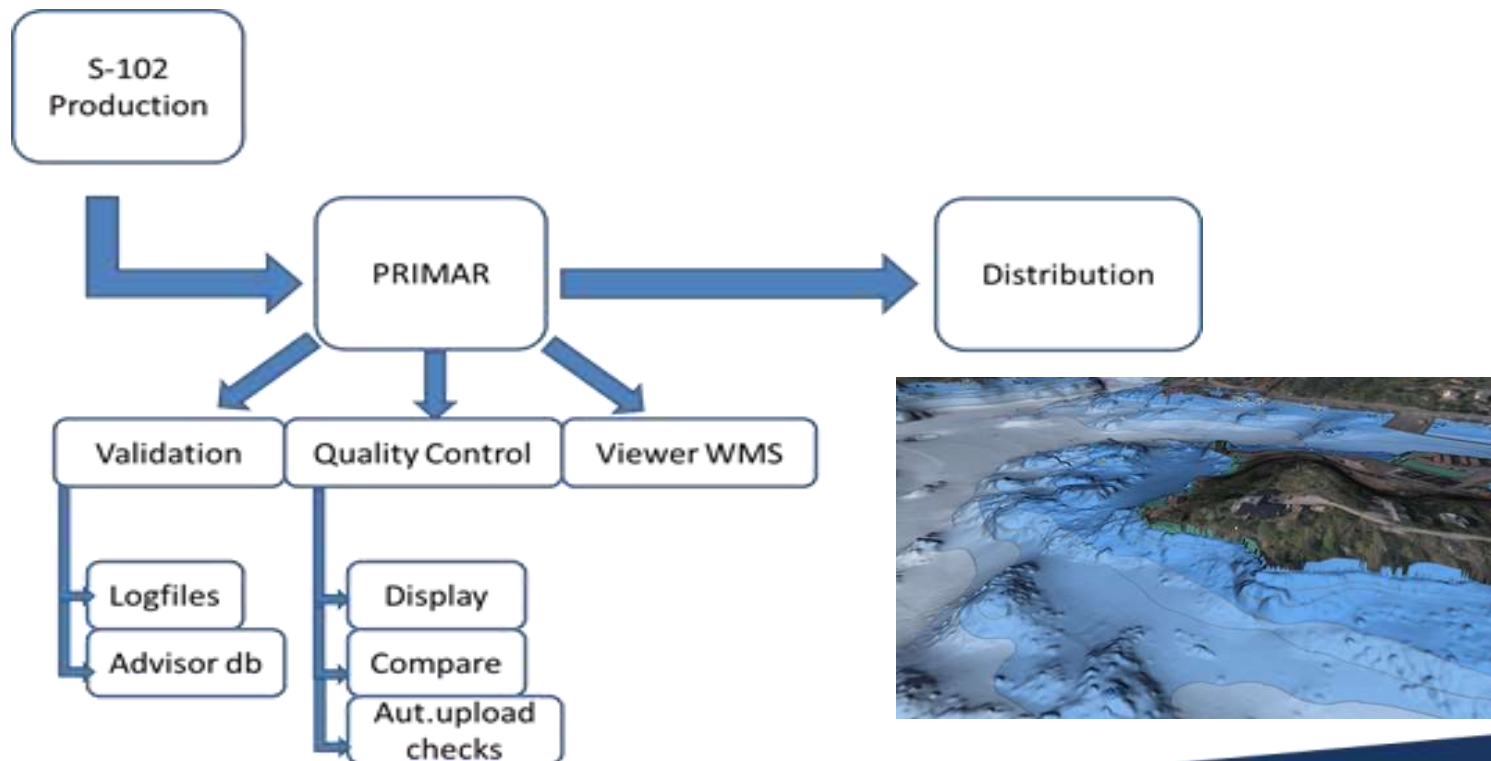 S-102
Production
PRIMAR
Distribution
Validation
Quality Control
Viewer WMS
Logfiles
Advisor db
Display
Compare
Aut.upload
checks